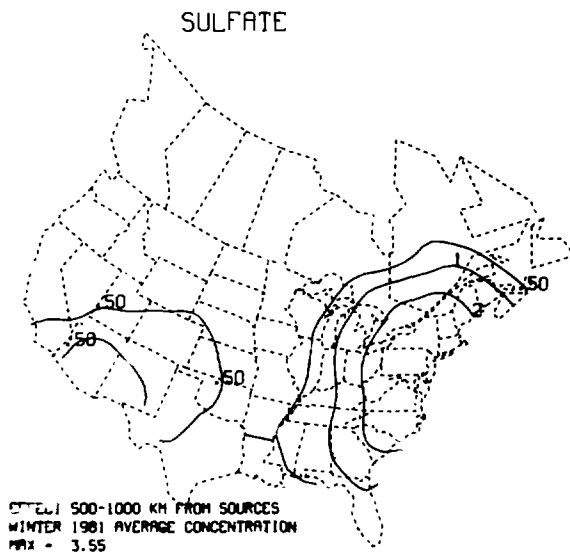 SULFATE
1
.50
2
.50
.50
.50
500-1000 KM FROM SOURCES
WINTER 1981 AVERAGE CONCENTRATION
MAX = 3.55